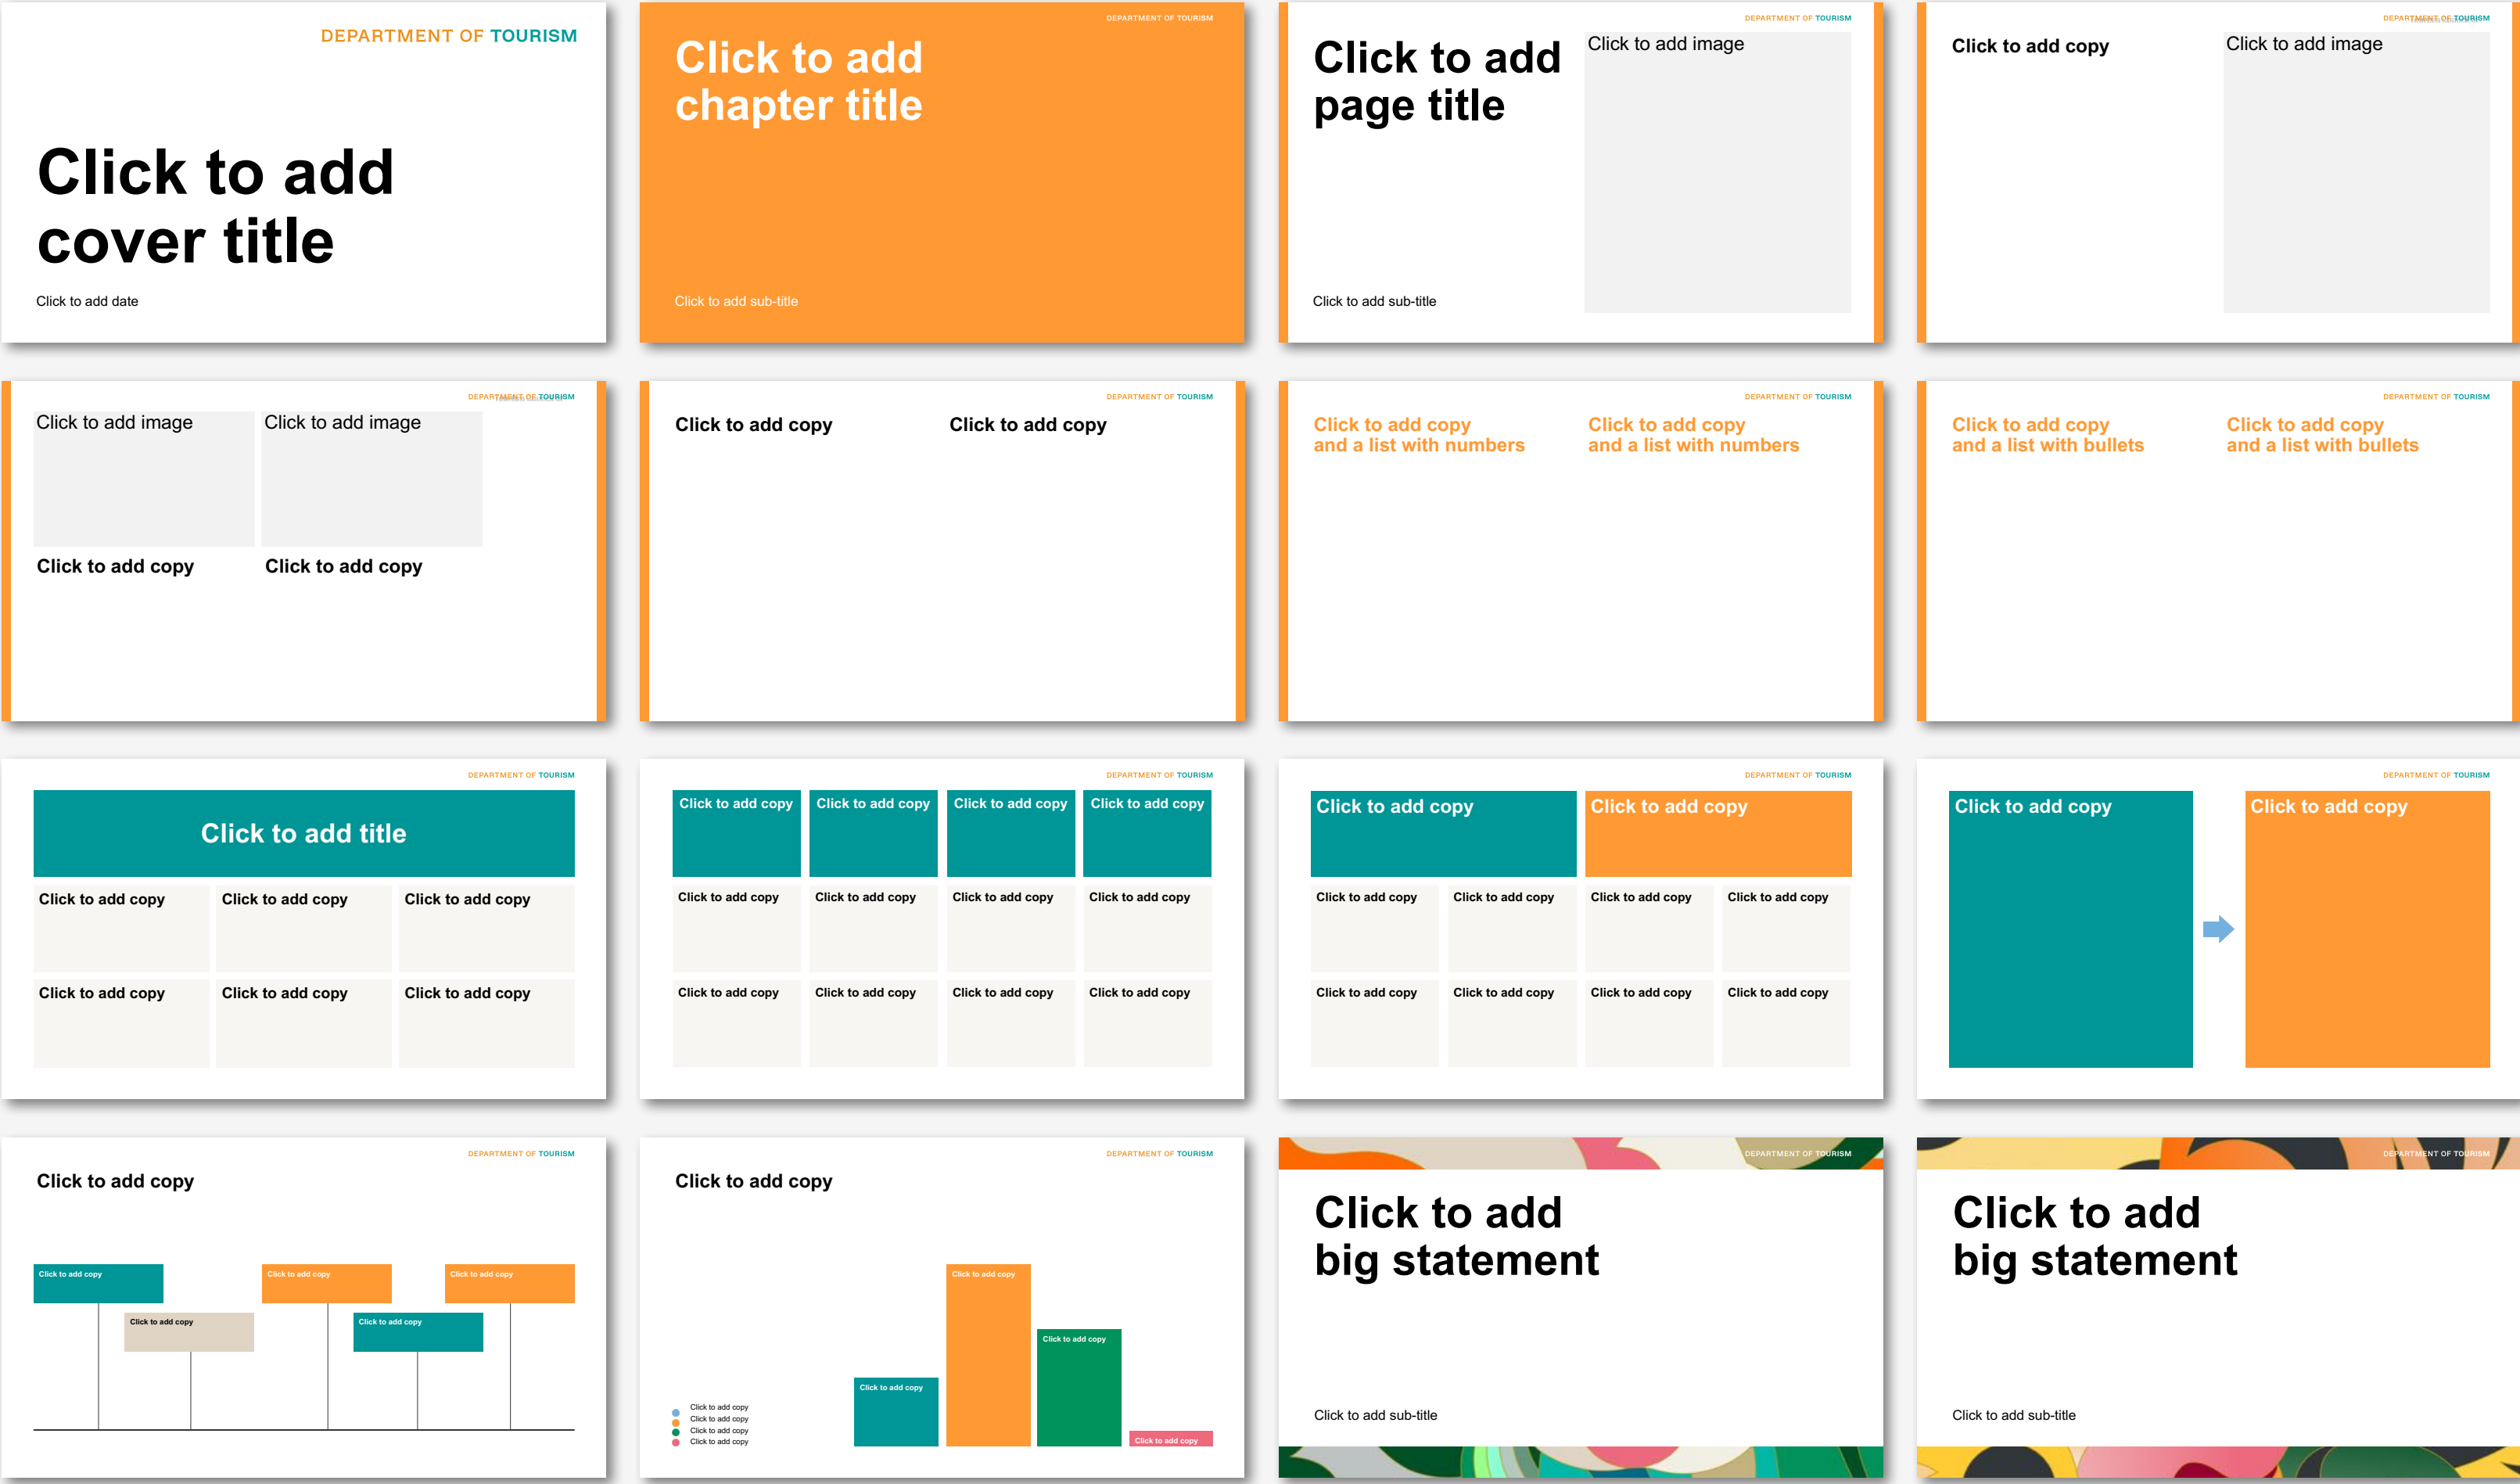 DEPARTMENT OF TOURISM
Click to add
cover title
Click to add date
DEPARTMENT OF TOURISM
Click to add
chapter title
Click to add sub-title
DEPARTMENT OF TOURISM
Click to add
page title
Click to add image
Click to add sub-title
DEPARTMENT OF TOURISM
Click to add copy
Click to add image
DEPARTMENT OF TOURISM
Click to add image
Click to add image
Click to add copy
Click to add copy
DEPARTMENT OF TOURISM
Click to add copy
Click to add copy
DEPARTMENT OF TOURISM
Click to add copy
and a list with numbers
Click to add copy
and a list with numbers
DEPARTMENT OF TOURISM
Click to add copy
and a list with bullets
Click to add copy
and a list with bullets
DEPARTMENT OF TOURISM
Click to add title
Click to add copy
Click to add copy
Click to add copy
Click to add copy
Click to add copy
Click to add copy
DEPARTMENT OF TOURISM
Click to add copy
Click to add copy
Click to add copy
Click to add copy
Click to add copy
Click to add copy
Click to add copy
Click to add copy
Click to add copy
Click to add copy
Click to add copy
Click to add copy
DEPARTMENT OF TOURISM
Click to add copy
Click to add copy
Click to add copy
Click to add copy
Click to add copy
Click to add copy
Click to add copy
Click to add copy
Click to add copy
Click to add copy
DEPARTMENT OF TOURISM
Click to add copy
Click to add copy
DEPARTMENT OF TOURISM
Click to add copy
Click to add copy
Click to add copy
Click to add copy
Click to add copy
Click to add copy
DEPARTMENT OF TOURISM
Click to add copy
Click to add copy
Click to add copy
Click to add copy
Click to add copy
Click to add copy
Click to add copy
Click to add copy
Click to add copy
DEPARTMENT OF TOURISM
Click to add
big statement
Click to add sub-title
DEPARTMENT OF TOURISM
Click to add
big statement
Click to add sub-title